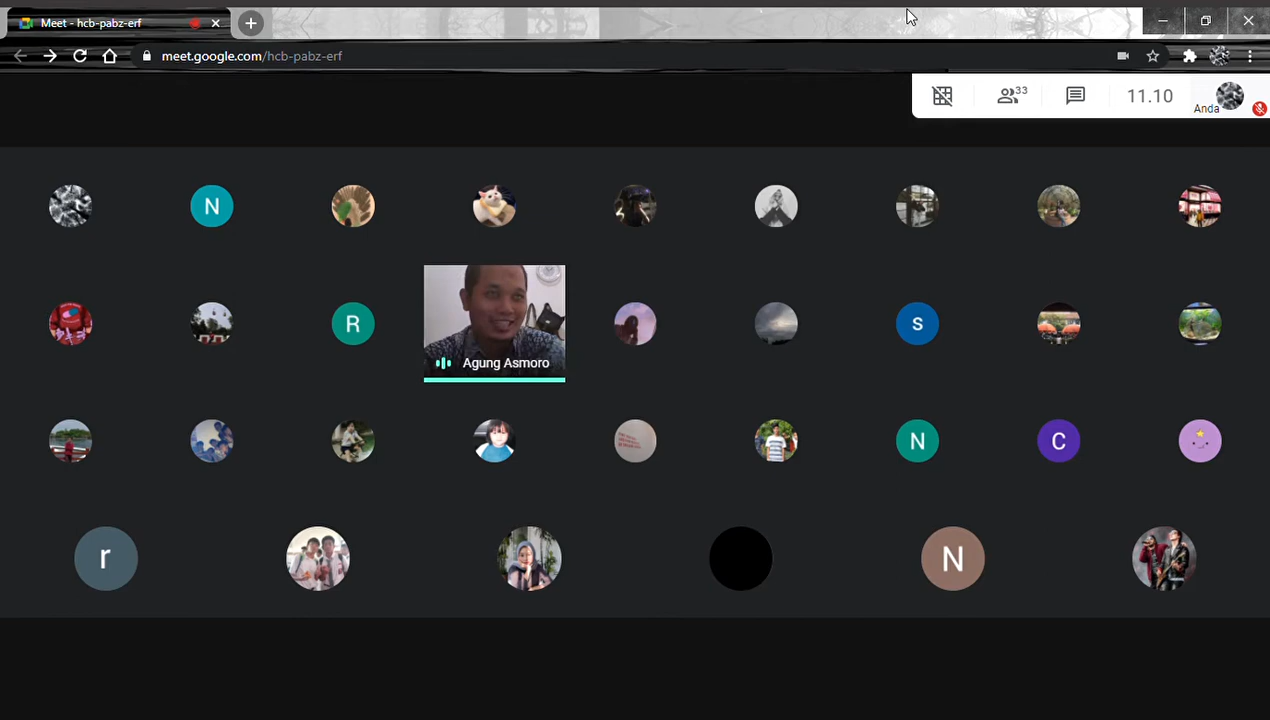 Meet - hcb-pabz-erf
meet.google.com/hcb-pabz-erf
33
11.10
Anda
N
R
s
Agung Asmoro
N
C
r
N